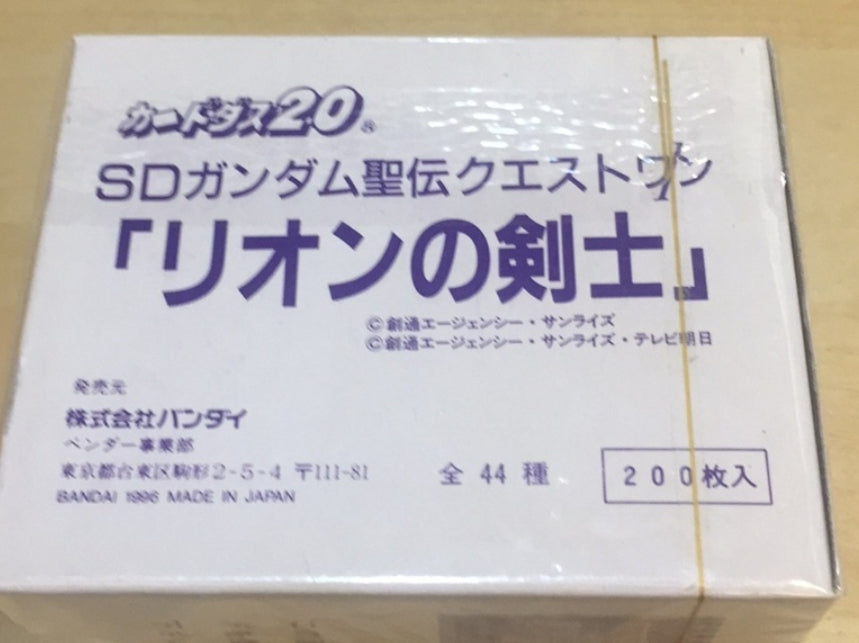 カードダス20®
SDガンダム聖伝クエストワン
「リオンの剣士」
©創通エージェンシー・サンライズ
©創通エージェンシー・サンライズ・テレビ朝日
発売元
株式会社バンダイ
ベンダー事業部
東京都台東区駒形2-5-4 〒111-81
BANDAI 1996 MADE IN JAPAN
全 44 種
200枚入